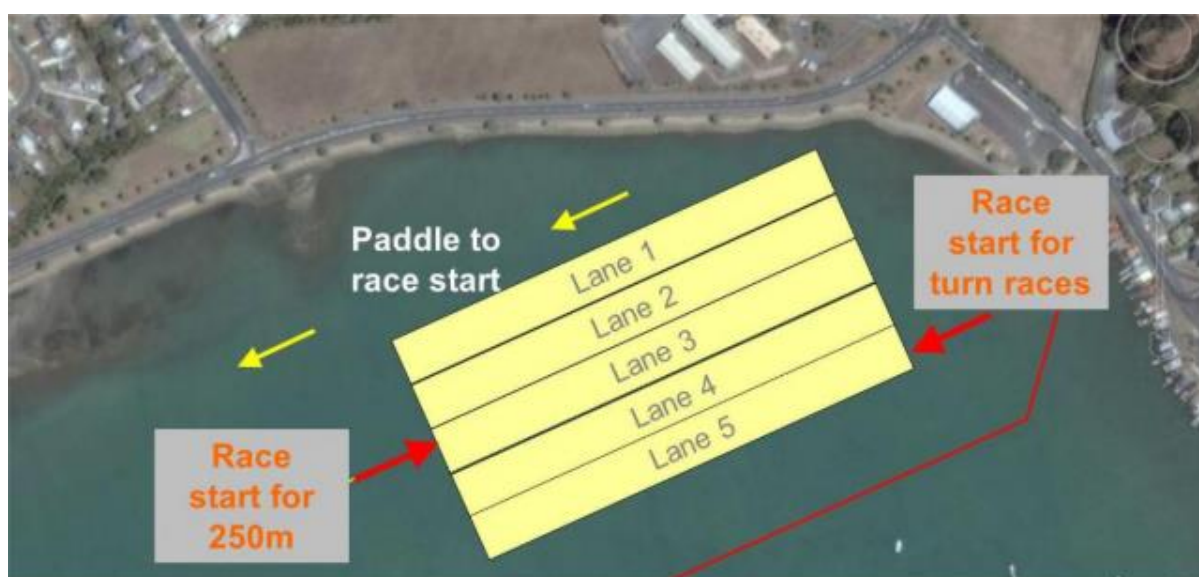 Paddle to
race start
Lane 1
Lane 2
Lane 3
Lane 4
Lane 5
Race
start for
turn races
Race
start for
250m